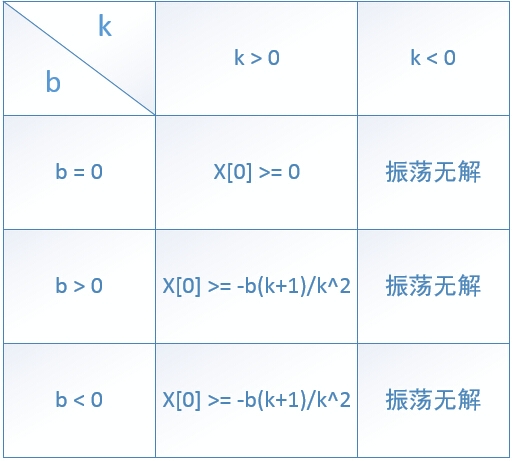 k
b
k > 0
k < 0
b = 0
X[0] >= 0
振荡无解
b > 0
X[0] >= -b(k+1)/k^2
振荡无解
b < 0
X[0] >= -b(k+1)/k^2
振荡无解